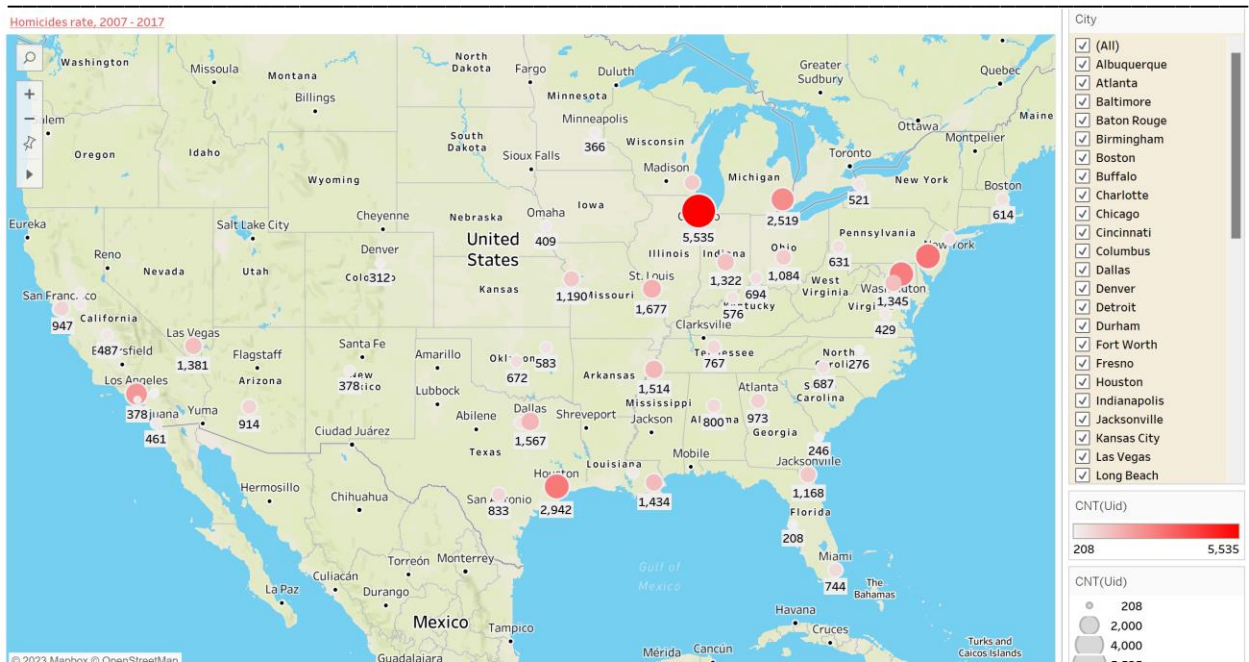 Homicides rate, 2007 - 2017
Washington
Missoula
Montana
Billings
North
Dakota
Fargo
Duluth
Minnesota
Minneapolis
366
Greater
Sudbury
Quebec
Maine
Ottawa
Montpelier
Oregon
Idaho
South
Dakota
Sioux Falls
Wisconsin
Madison
Michigan
Toronto
521
New York
Boston
614
Wyoming
Eureka
Salt Lake City
Cheyenne
Nebraska
Omaha
409
Iowa
5,535
2,519
Pennsylvania
631
New York
Reno
Nevada
Utah
Denver
312
United
States
Illinois
Indiana
1,322
Ohio
1,084
Kansas
1,190
Missouri
St. Louis
1,677
694
576
Kentucky
West
Virginia
Washington
1,345
429
San Francisco
947
California
487
Las Vegas
1,381
Clarksville
Flagstaff
Arizona
Santa Fe
378
Amarillo
672
583
Arkansas
1,514
Tennessee
767
North
276
687
Los Angeles
378
461
Yuma
914
Lubbock
Ciudad Juárez
Abilene
Dallas
1,567
Texas
Shreveport
Mississippi
Jackson
800
Atlanta
973
Georgia
Carolina
246
Louisiana
Mobile
Jacksonville
1,168
Hermosillo
Chihuahua
San Antonio
833
Houston
2,942
1,434
Florida
208
Miami
744
Gulf of
Mexico
The
Bahamas
La Paz
Culiacán
Torreón
Monterrey
Durango
Mexico
Tampico
Guadalajara
Havana
Cruces
Mérida
Cancún
Turks and
Caicos Islands
© 2023 Mapbox © OpenStreetMap
City
(All)
Albuquerque
Atlanta
Baltimore
Baton Rouge
Birmingham
Boston
Buffalo
Charlotte
Chicago
Cincinnati
Columbus
Dallas
Denver
Detroit
Durham
Fort Worth
Fresno
Houston
Indianapolis
Jacksonville
Kansas City
Las Vegas
Long Beach
CNT(Uid)
208
5,535
CNT(Uid)
208
2,000
4,000